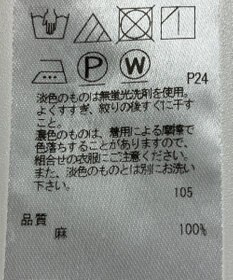 P W P24
淡色のものは無蛍光洗剤を使用。
よくすすぎ、絞りの後すぐに干す
こと。
濃色のものは、着用による摩擦で
色落ちすることがありますので、
組合せの衣服にご注意ください。
また、淡色のものとは別にお洗い
下さい。
105
品質
麻 100%